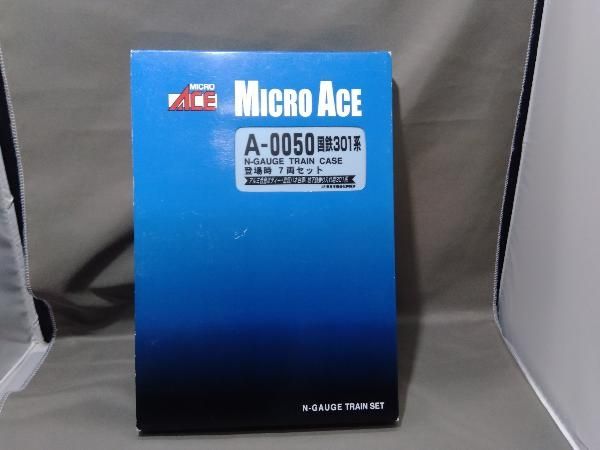 MICRO
ACE
MICRO ACE
A-0050 国鉄301系
N-GAUGE TRAIN CASE
登場時 7両セット
N-GAUGE TRAIN SET